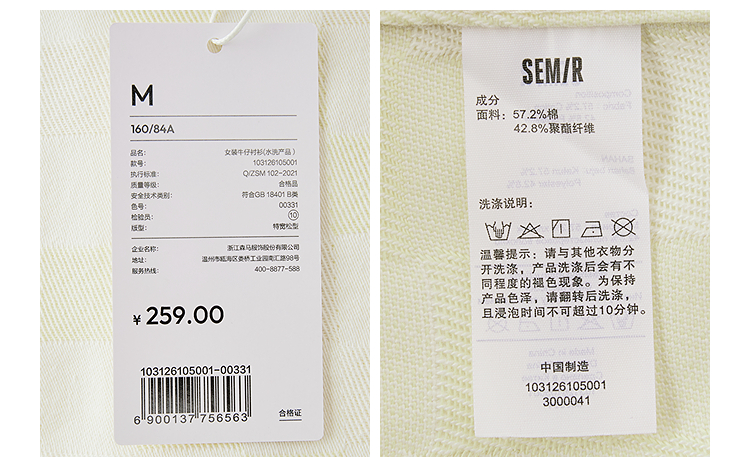 M
160/84A
品名: 女装牛仔衬衫(水洗产品)
款号: 103126105001
执行标准: Q/ZSM 102-2021
质量等级: 合格品
安全技术类别: 符合GB 18401 B类
色号: 00331
检验员: 10
版型: 特宽松型
企业名称: 浙江森马服饰股份有限公司
地址: 温州市瓯海区娄桥工业园南汇路98号
服务热线: 400-8877-588
¥ 259.00
103126105001-00331
6 900137 756563
合格证
SEM/R
成分
面料: 57.2%棉
42.8%聚酯纤维
洗涤说明:
温馨提示: 请与其他衣物分
开洗涤, 产品洗涤后会有不
同程度的褪色现象。为保持
产品色泽, 请翻转后洗涤,
且浸泡时间不可超过10分钟。
中国制造
103126105001
3000041